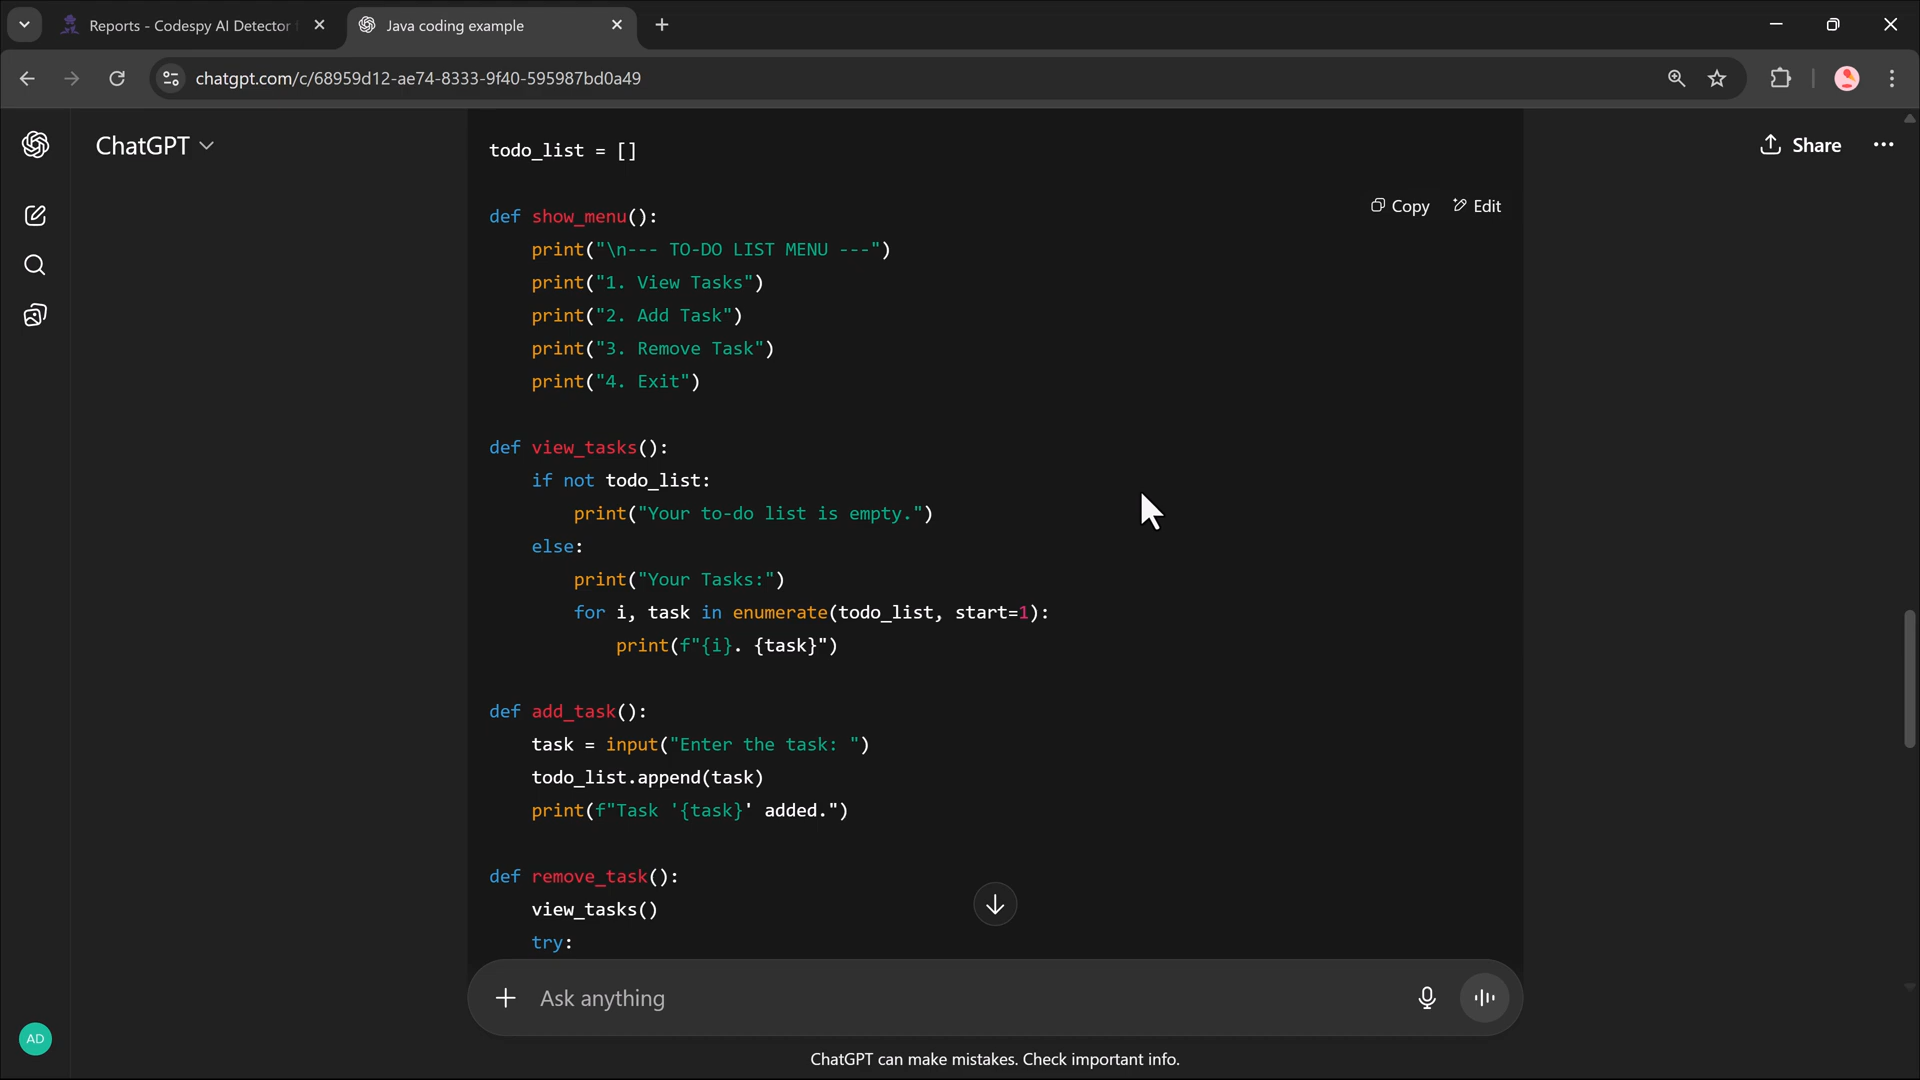 Reports - Codespy AI Detector
Java coding example
chatgpt.com/c/68959d12-ae74-8333-9f40-595987bd0a49
ChatGPT
Share
todo_list = []
Copy
Edit
def show_menu():
    print("\n--- TO-DO LIST MENU ---")
    print("1. View Tasks")
    print("2. Add Task")
    print("3. Remove Task")
    print("4. Exit")
def view_tasks():
    if not todo_list:
        print("Your to-do list is empty.")
    else:
        print("Your Tasks:")
        for i, task in enumerate(todo_list, start=1):
            print(f"{i}. {task}")
def add_task():
    task = input("Enter the task: ")
    todo_list.append(task)
    print(f"Task '{task}' added.")
def remove_task():
    view_tasks()
    try:
Ask anything
AD
ChatGPT can make mistakes. Check important info.